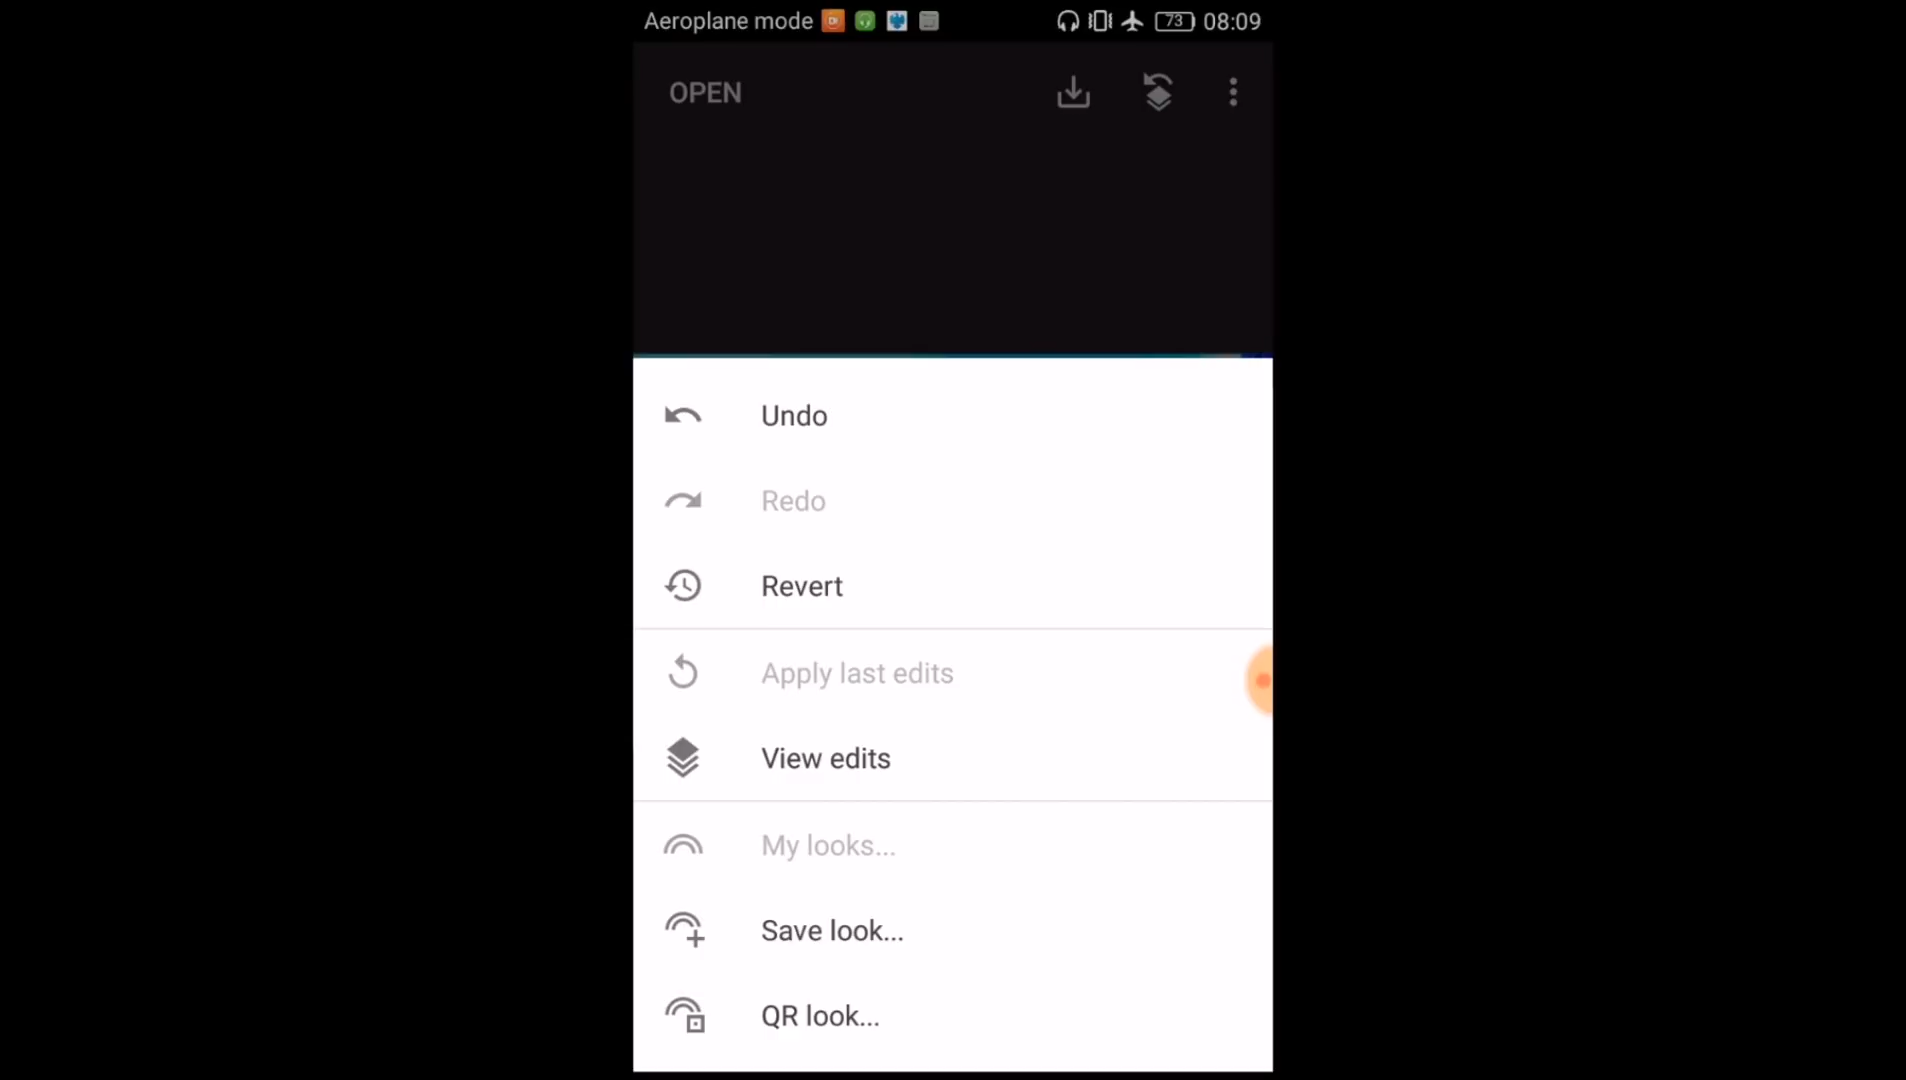 Aeroplane mode 73 08:09
OPEN
Undo
Redo
Revert
Apply last edits
View edits
My looks...
Save look...
QR look...